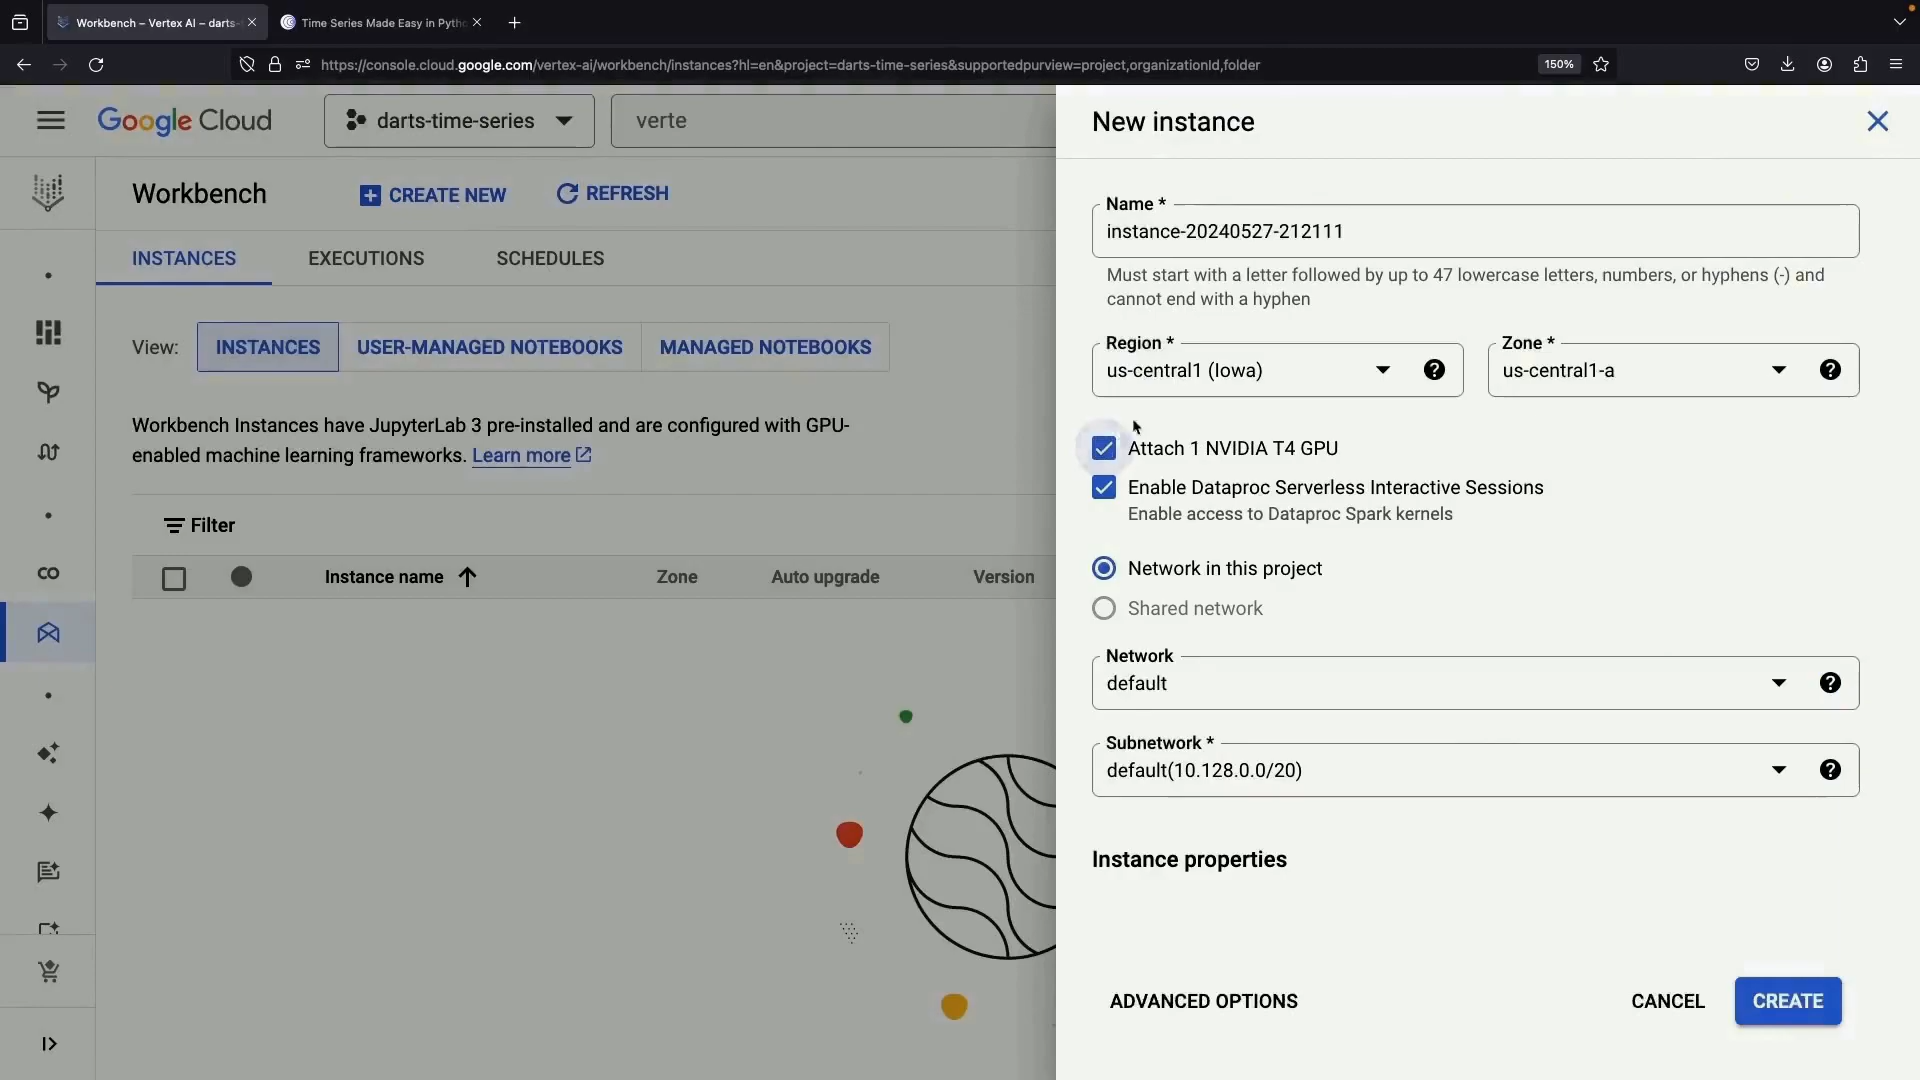 Workbench – Vertex AI – darts-
Time Series Made Easy in Pyth
https://console.cloud.google.com/vertex-ai/workbench/instances?hl=en&project=darts-time-series&supportedpurview=project,organizationId,folder
150%
Google Cloud
darts-time-series
verte
Workbench
CREATE NEW
REFRESH
INSTANCES
EXECUTIONS
SCHEDULES
View:
INSTANCES
USER-MANAGED NOTEBOOKS
MANAGED NOTEBOOKS
Workbench Instances have JupyterLab 3 pre-installed and are configured with GPU-
enabled machine learning frameworks. Learn more
Filter
Instance name
Zone
Auto upgrade
Version
New instance
Name *
instance-20240527-212111
Must start with a letter followed by up to 47 lowercase letters, numbers, or hyphens (-) and
cannot end with a hyphen
Region *
us-central1 (Iowa)
Zone *
us-central1-a
Attach 1 NVIDIA T4 GPU
Enable Dataproc Serverless Interactive Sessions
Enable access to Dataproc Spark kernels
Network in this project
Shared network
Network
default
Subnetwork *
default(10.128.0.0/20)
Instance properties
ADVANCED OPTIONS
CANCEL
CREATE